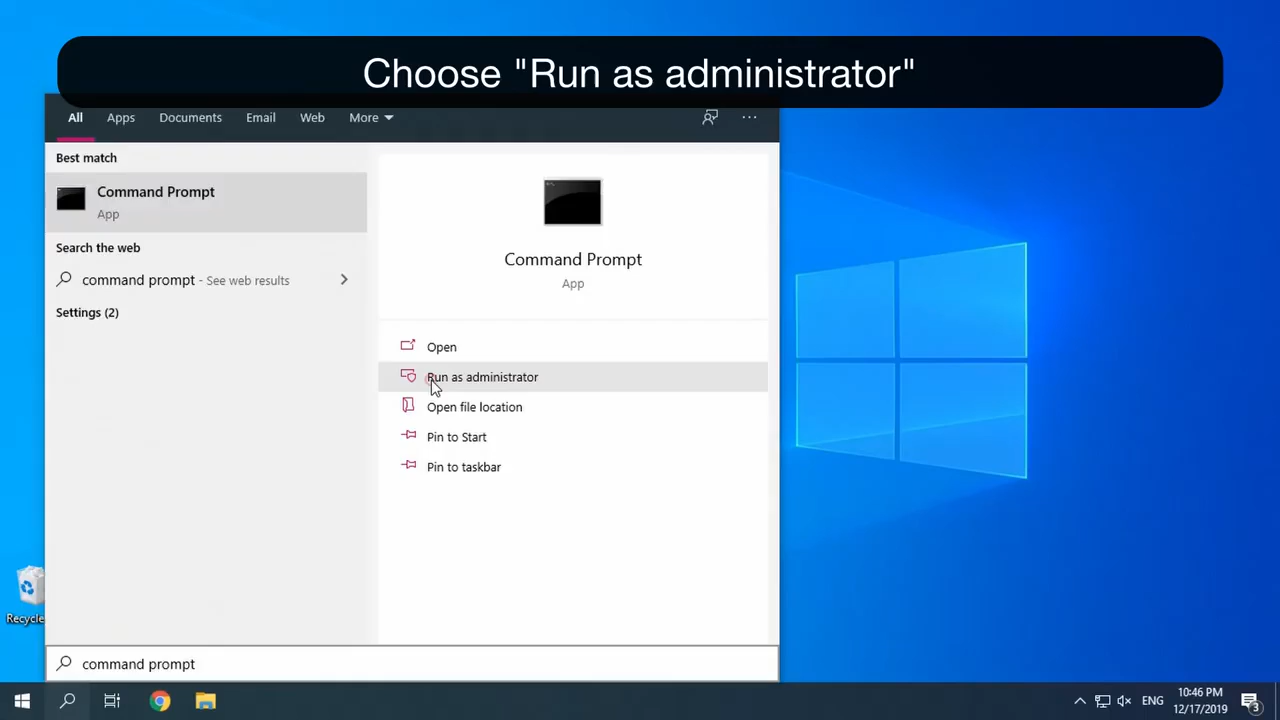 Choose "Run as administrator"
All Apps Documents Email Web More
Best match
Command Prompt
App
Search the web
command prompt - See web results
Settings (2)
Command Prompt
App
Open
Run as administrator
Open file location
Pin to Start
Pin to taskbar
Recycle
command prompt
ENG
10:46 PM
12/17/2019
3